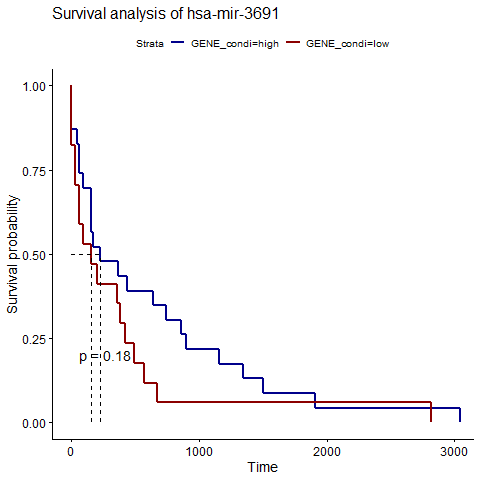 Survival analysis of hsa-mir-3691
Strata GENE_condi=high GENE_condi=low
Survival probability
1.00
0.75
0.50
0.25
0.00
p = 0.18
0 1000 2000 3000
Time